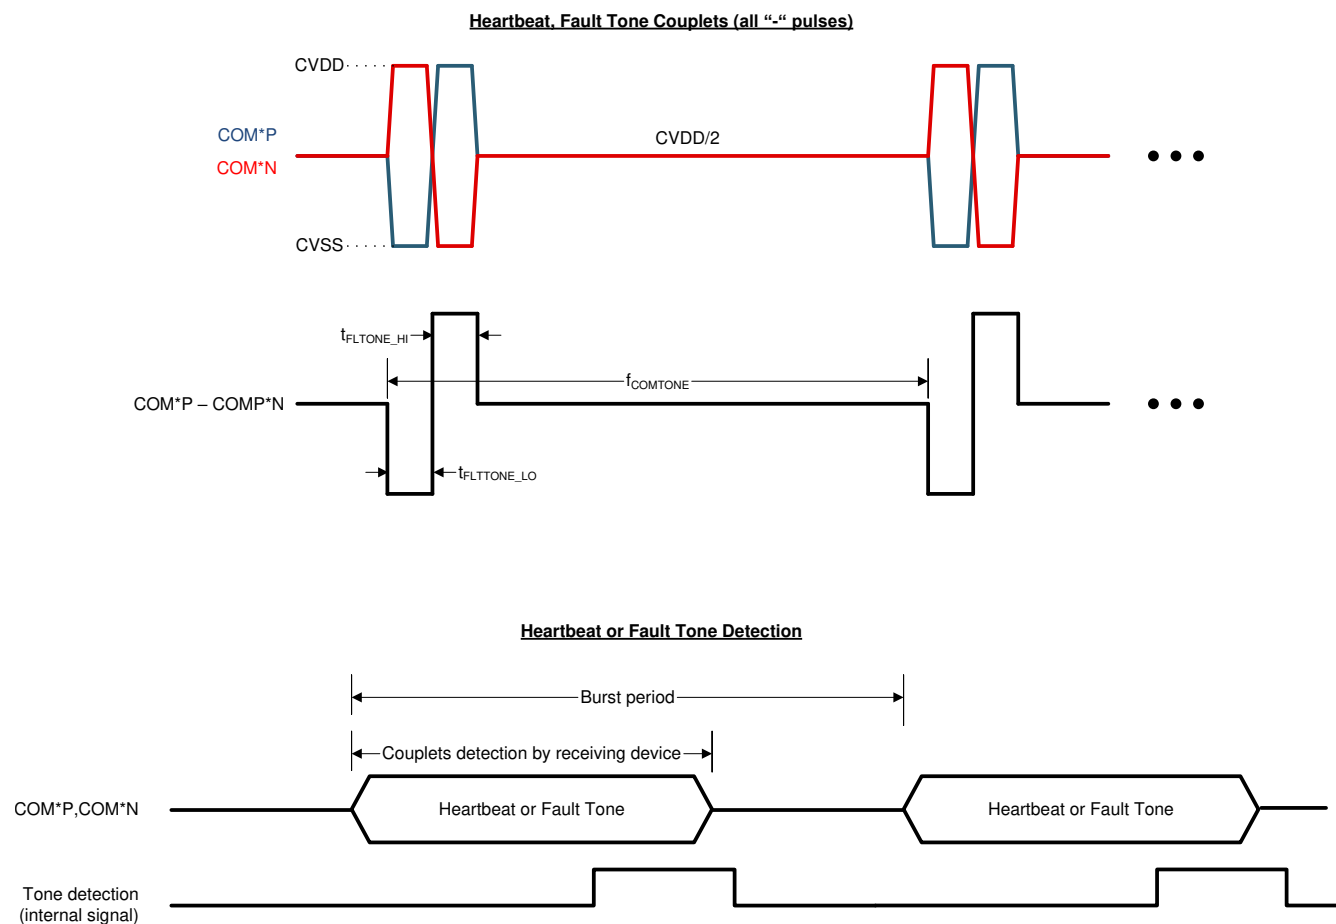 Heartbeat, Fault Tone Couplets (all “-“ pulses)
CVDD
COM*P
CVDD/2
COM*N
CVSS
tFLTONE_HI
fCOMTONE
COM*P – COMP*N
tFLTTONE_LO
Heartbeat or Fault Tone Detection
Burst period
Couplets detection by receiving device
COM*P,COM*N
Heartbeat or Fault Tone
Heartbeat or Fault Tone
Tone detection
(internal signal)